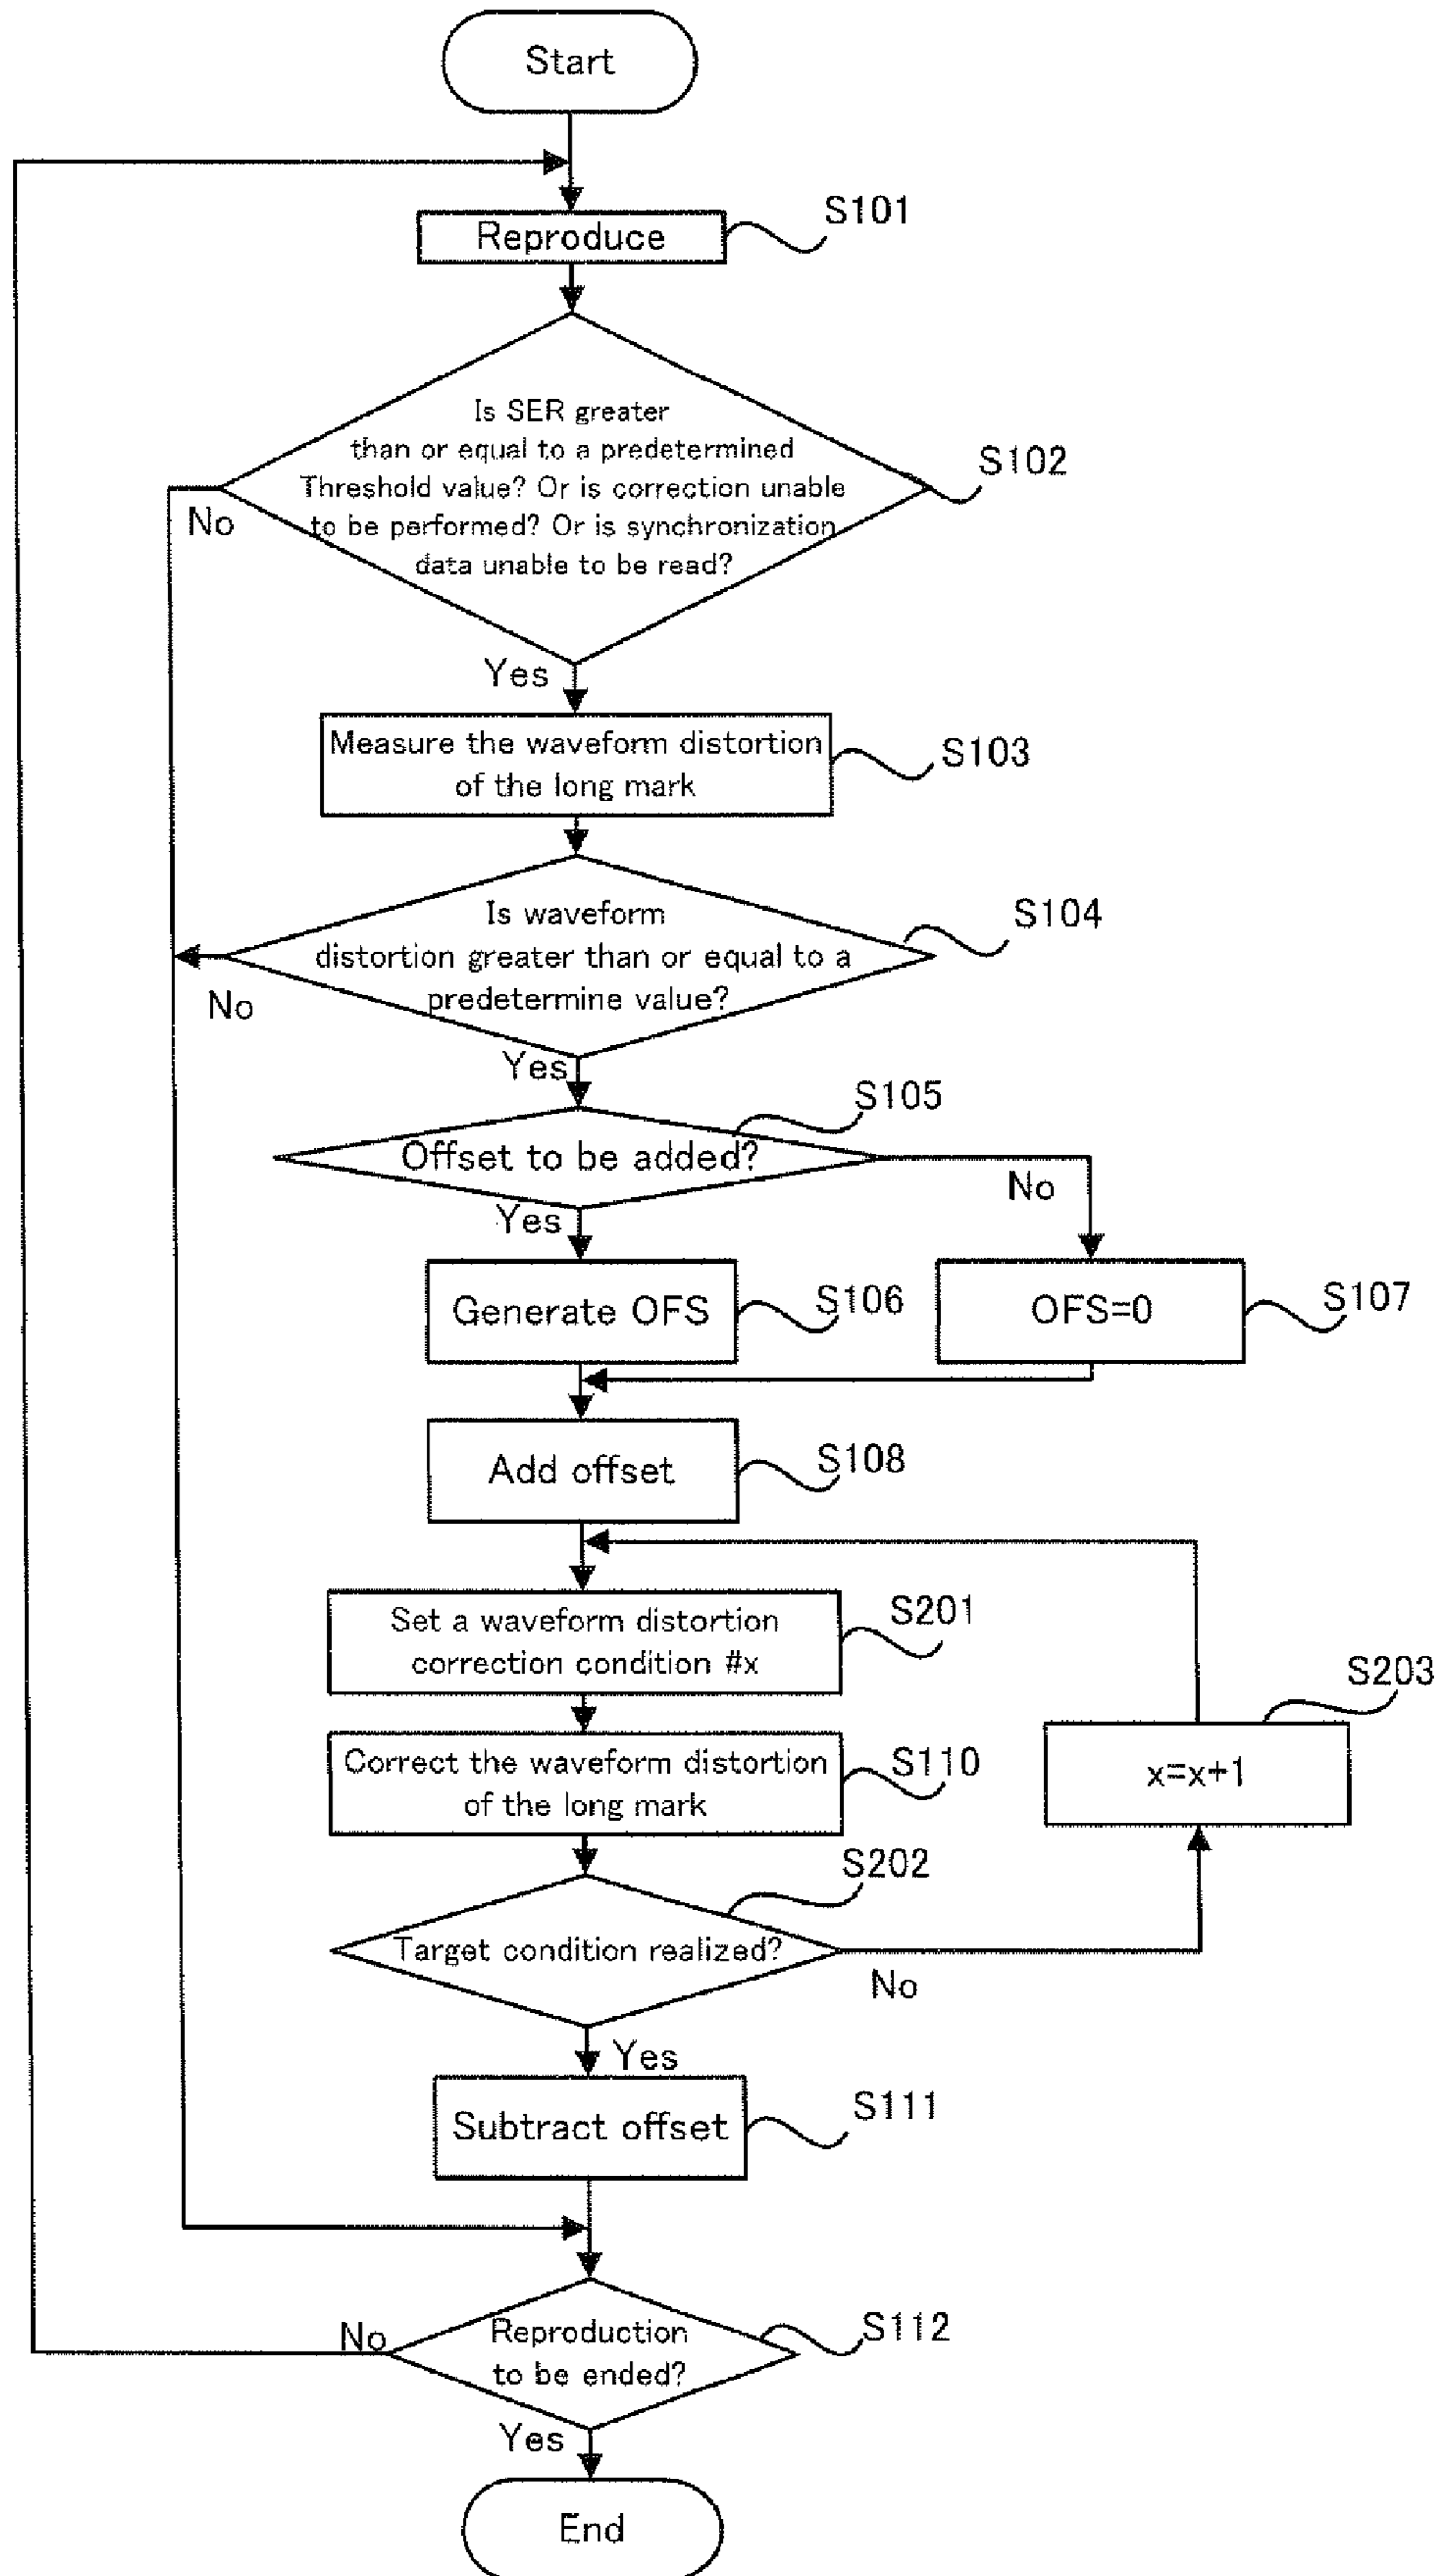 Start
Reproduce
S101
Is SER greater
than or equal to a predetermined
Threshold value? Or is correction unable
to be performed? Or is synchronization
data unable to be read?
S102
No
Yes
Measure the waveform distortion
of the long mark
S103
Is waveform
distortion greater than or equal to a
predetermine value?
S104
No
Yes
Offset to be added?
S105
No
Yes
Generate OFS
S106
OFS=0
S107
Add offset
S108
Set a waveform distortion
correction condition #x
S201
Correct the waveform distortion
of the long mark
S110
x=x+1
S203
Target condition realized?
S202
No
Yes
Subtract offset
S111
Reproduction
to be ended?
S112
No
Yes
End